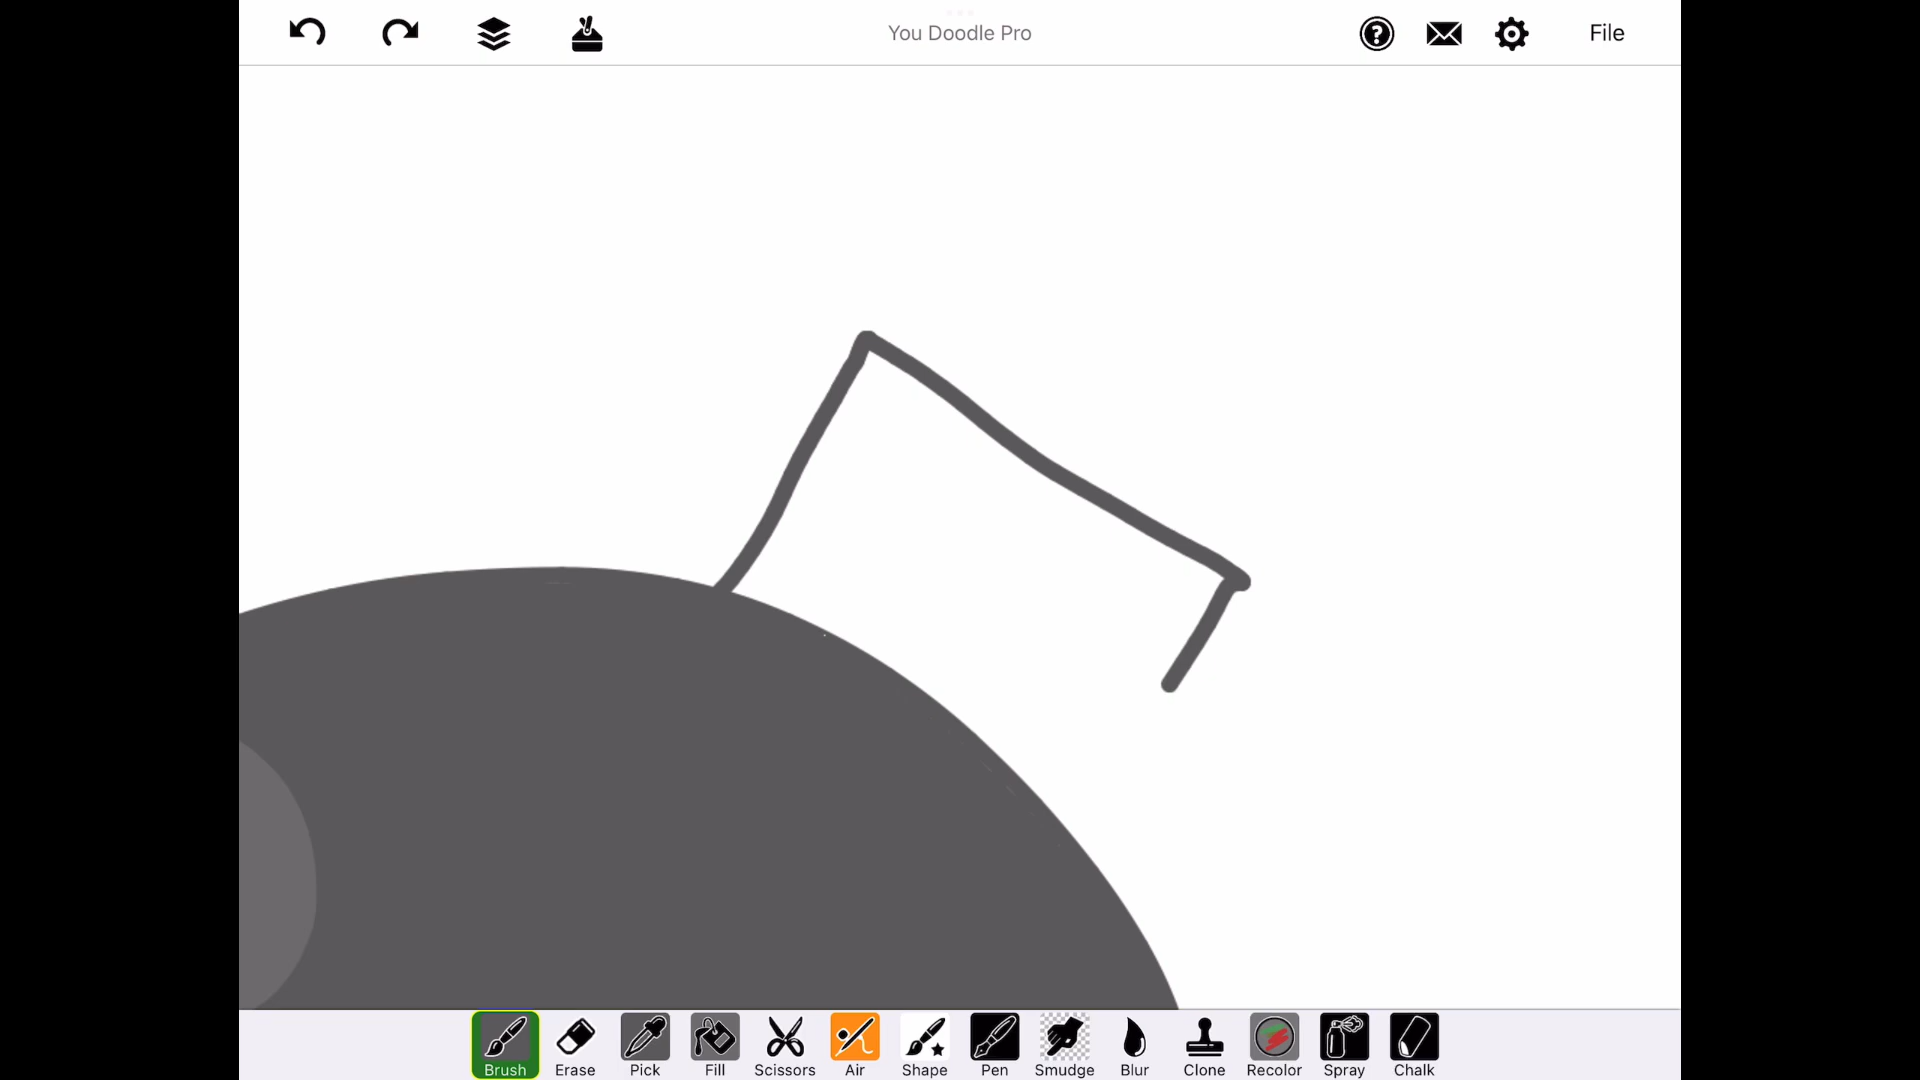 You Doodle Pro
File
Brush Erase Pick Fill Scissors Air Shape Pen Smudge Blur Clone Recolor Spray Chalk